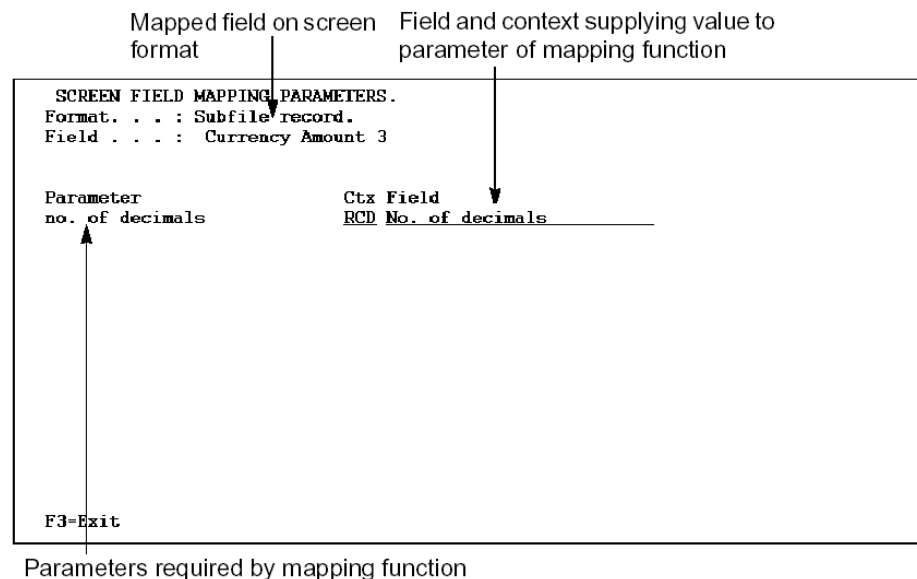 Mapped field on screen format
Field and context supplying value to parameter of mapping function
SCREEN FIELD MAPPING PARAMETERS.
Format. . . : Subfile record.
Field . . . : Currency Amount 3
Parameter Ctx Field
no. of decimals RCD No. of decimals
F3=Exit
Parameters required by mapping function